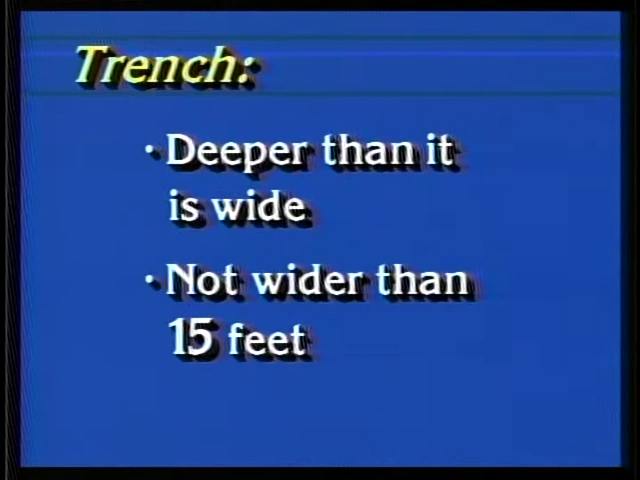 Trench:
· Deeper than it
is wide
· Not wider than
15 feet